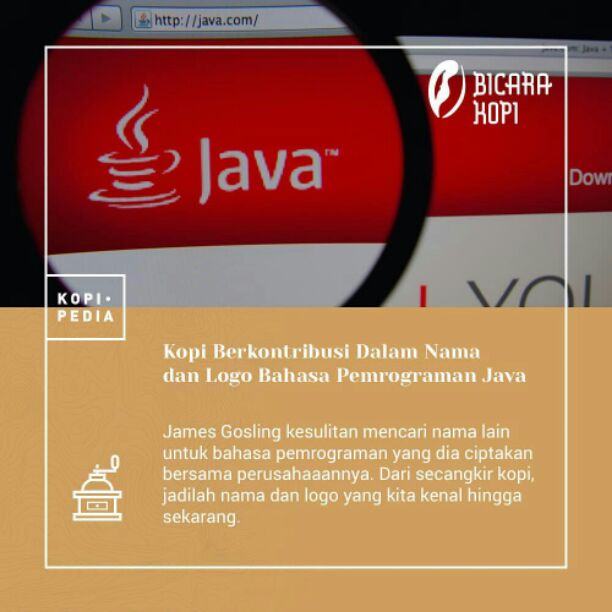 http://java.com/
BICARA
KOPI
Java™
Down
YOU
KOPI•
PEDIA
Kopi Berkontribusi Dalam Nama
dan Logo Bahasa Pemrograman Java
James Gosling kesulitan mencari nama lain
untuk bahasa pemrograman yang dia ciptakan
bersama perusahaaannya. Dari secangkir kopi,
jadilah nama dan logo yang kita kenal hingga
sekarang.